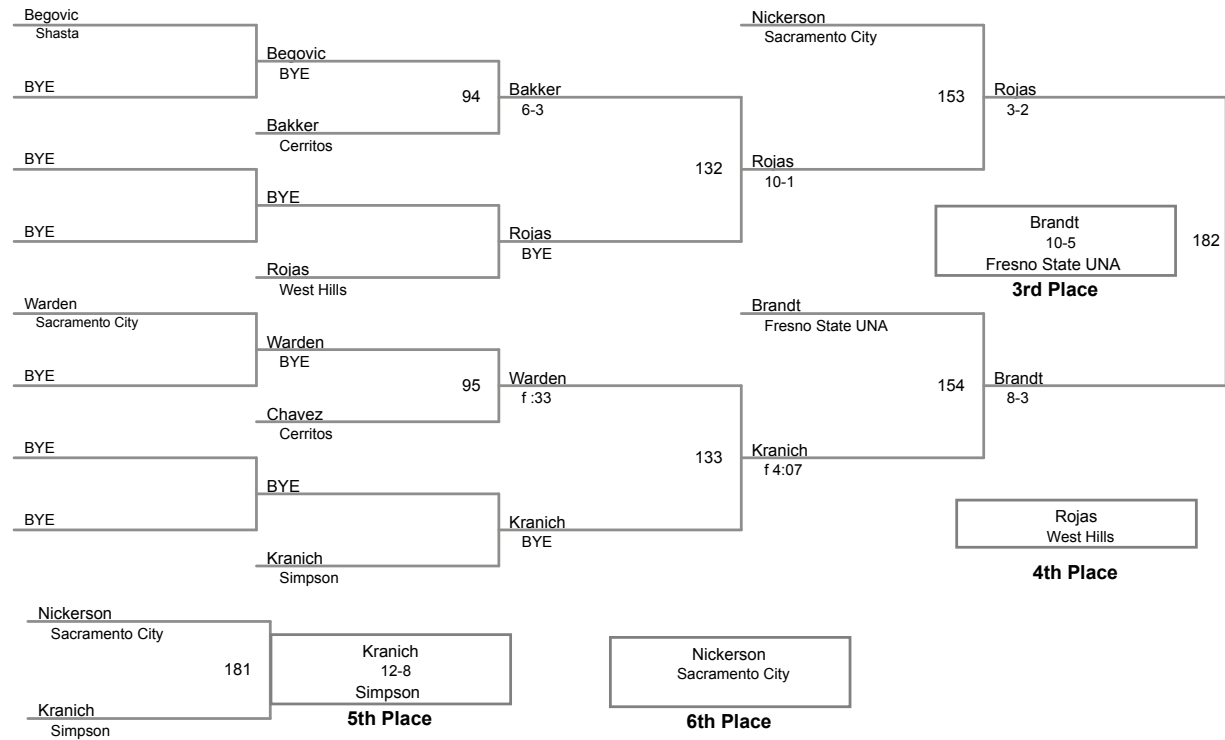 Begovic
Shasta
BYE
Begovic
BYE
Bakker
Cerritos
94
Bakker
6-3
BYE
BYE
BYE
Rojas
West Hills
Rojas
BYE
132
Rojas
10-1
Nickerson
Sacramento City
153
Rojas
3-2
Warden
Sacramento City
BYE
Warden
BYE
Chavez
Cerritos
95
Warden
f :33
BYE
BYE
BYE
Kranich
Simpson
Kranich
BYE
133
Kranich
f 4:07
Brandt
Fresno State UNA
154
Brandt
8-3
182
Brandt
10-5
Fresno State UNA
3rd Place
Rojas
West Hills
4th Place
Nickerson
Sacramento City
181
Kranich
Simpson
Kranich
12-8
Simpson
5th Place
Nickerson
Sacramento City
6th Place